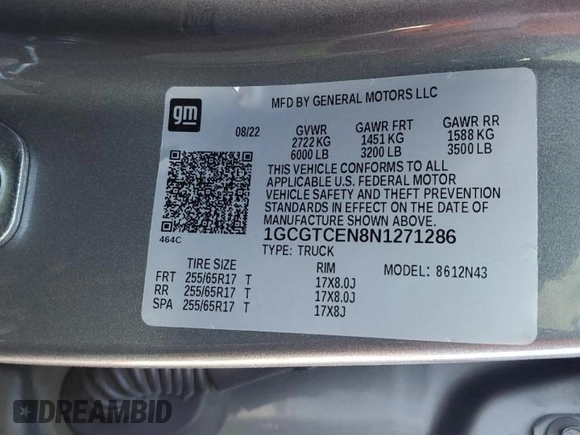 gm
MFD BY GENERAL MOTORS LLC
08/22 GVWR GAWR FRT GAWR RR
2722 KG 1451 KG 1588 KG
6000 LB 3200 LB 3500 LB
THIS VEHICLE CONFORMS TO ALL
APPLICABLE U.S. FEDERAL MOTOR
VEHICLE SAFETY AND THEFT PREVENTION
STANDARDS IN EFFECT ON THE DATE OF
MANUFACTURE SHOWN ABOVE.
464C 1GCGTCEN8N1271286
TYPE: TRUCK
TIRE SIZE RIM MODEL: 8612N43
FRT 255/65R17 T 17X8.0J
RR 255/65R17 T 17X8.0J
SPA 255/65R17 T 17X8J
DREAMBID